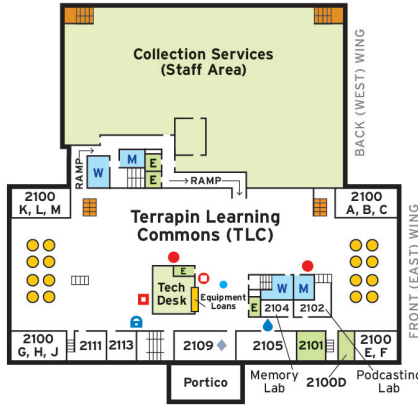 Collection Services
(Staff Area)
BACK (WEST) WING
RAMP
W
M
E
E
RAMP
2100
K, L, M
2100
A, B, C
Terrapin Learning
Commons (TLC)
FRONT (EAST) WING
E
Tech
Desk
Equipment
Loans
W
M
E
2104
2102
2100
G, H, J
2111
2113
2109
2105
2101
2100
E, F
Portico
Memory
Lab
2100D
Podcasting
Lab